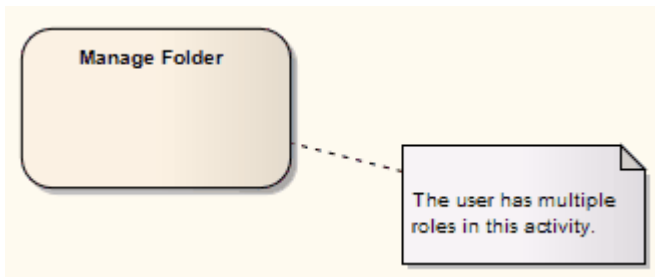 Manage Folder
The user has multiple
roles in this activity.